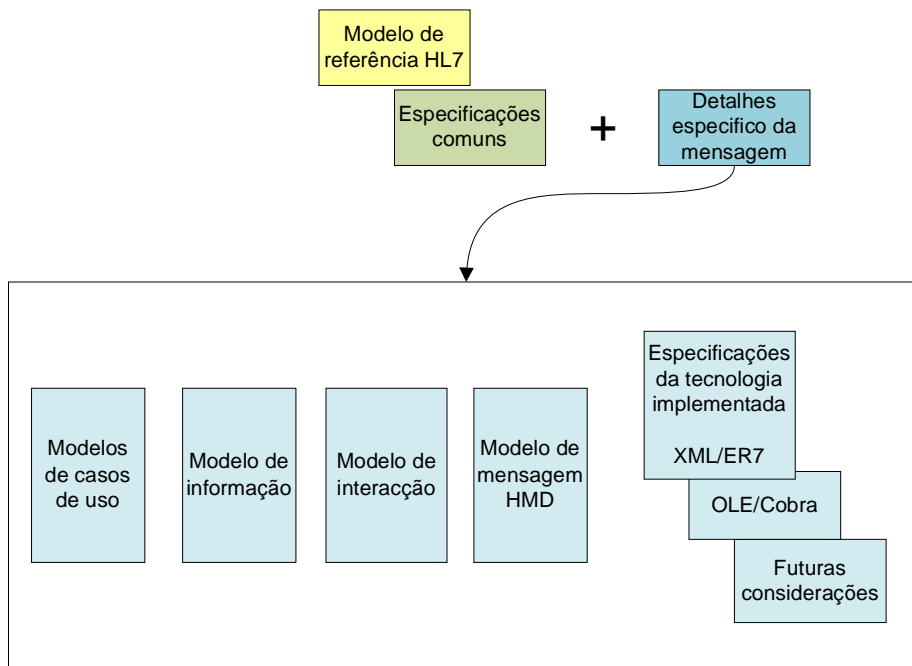 Modelo de
referência HL7
Especificações
comuns
+
Detalhes
especifico da
mensagem
Modelos
de casos
de uso
Modelo de
informação
Modelo de
interacção
Modelo de
mensagem
HMD
Especificações
da tecnologia
implementada
XML/ER7
OLE/Cobra
Futuras
considerações